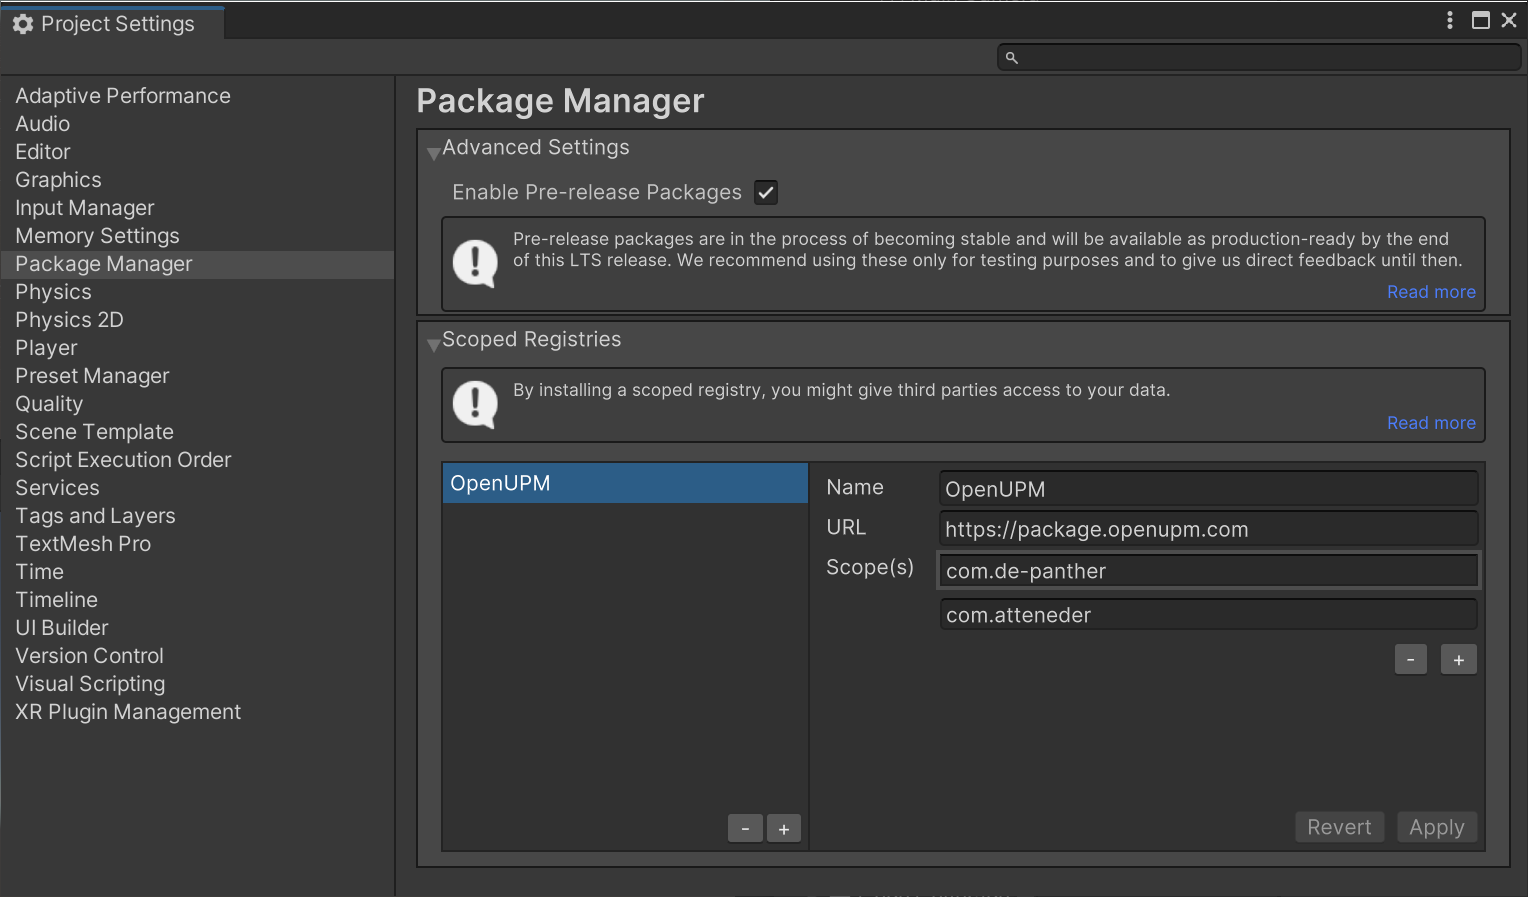 Project Settings
Adaptive Performance
Audio
Editor
Graphics
Input Manager
Memory Settings
Package Manager
Physics
Physics 2D
Player
Preset Manager
Quality
Scene Template
Script Execution Order
Services
Tags and Layers
TextMesh Pro
Time
Timeline
UI Builder
Version Control
Visual Scripting
XR Plugin Management
Package Manager
Advanced Settings
Enable Pre-release Packages
Pre-release packages are in the process of becoming stable and will be available as production-ready by the end
of this LTS release. We recommend using these only for testing purposes and to give us direct feedback until then.
Read more
Scoped Registries
By installing a scoped registry, you might give third parties access to your data.
Read more
OpenUPM
- +
Name OpenUPM
URL https://package.openupm.com
Scope(s) com.de-panther
com.atteneder
- +
Revert Apply